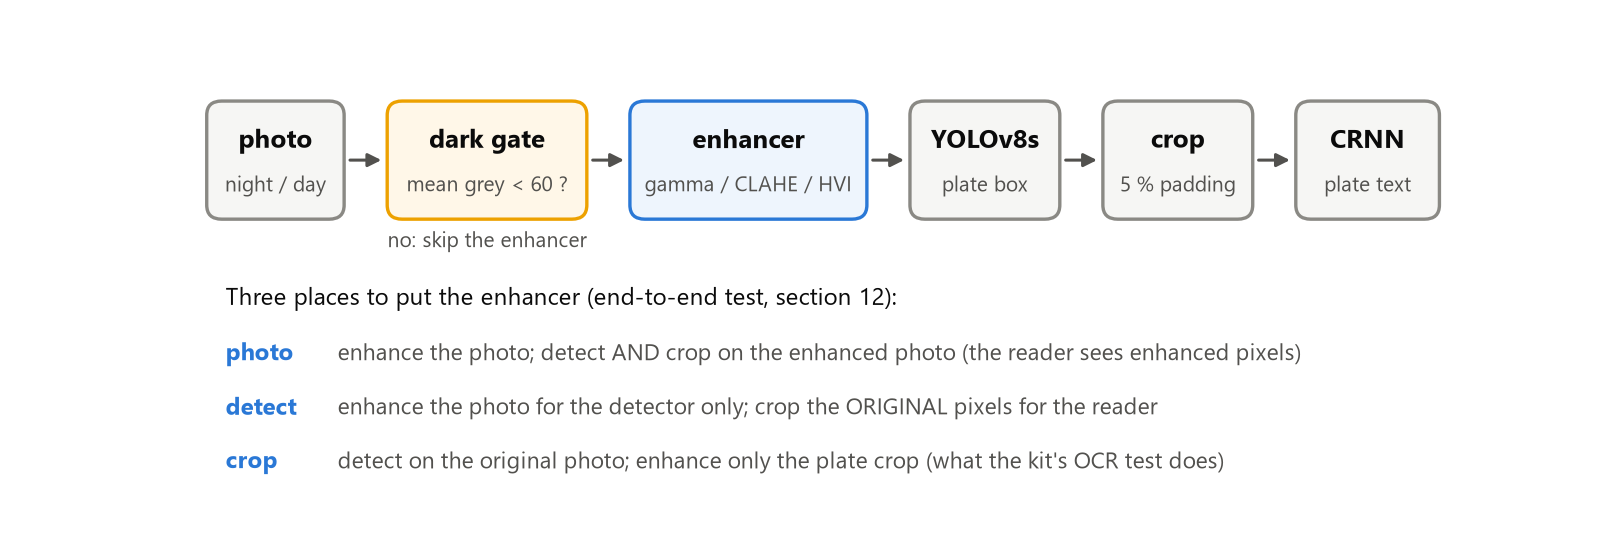 photo
night / day
dark gate
mean grey < 60 ?
no: skip the enhancer
enhancer
gamma / CLAHE / HVI
YOLOv8s
plate box
crop
5 % padding
CRNN
plate text
Three places to put the enhancer (end-to-end test, section 12):
photo enhance the photo; detect AND crop on the enhanced photo (the reader sees enhanced pixels)
detect enhance the photo for the detector only; crop the ORIGINAL pixels for the reader
crop detect on the original photo; enhance only the plate crop (what the kit's OCR test does)